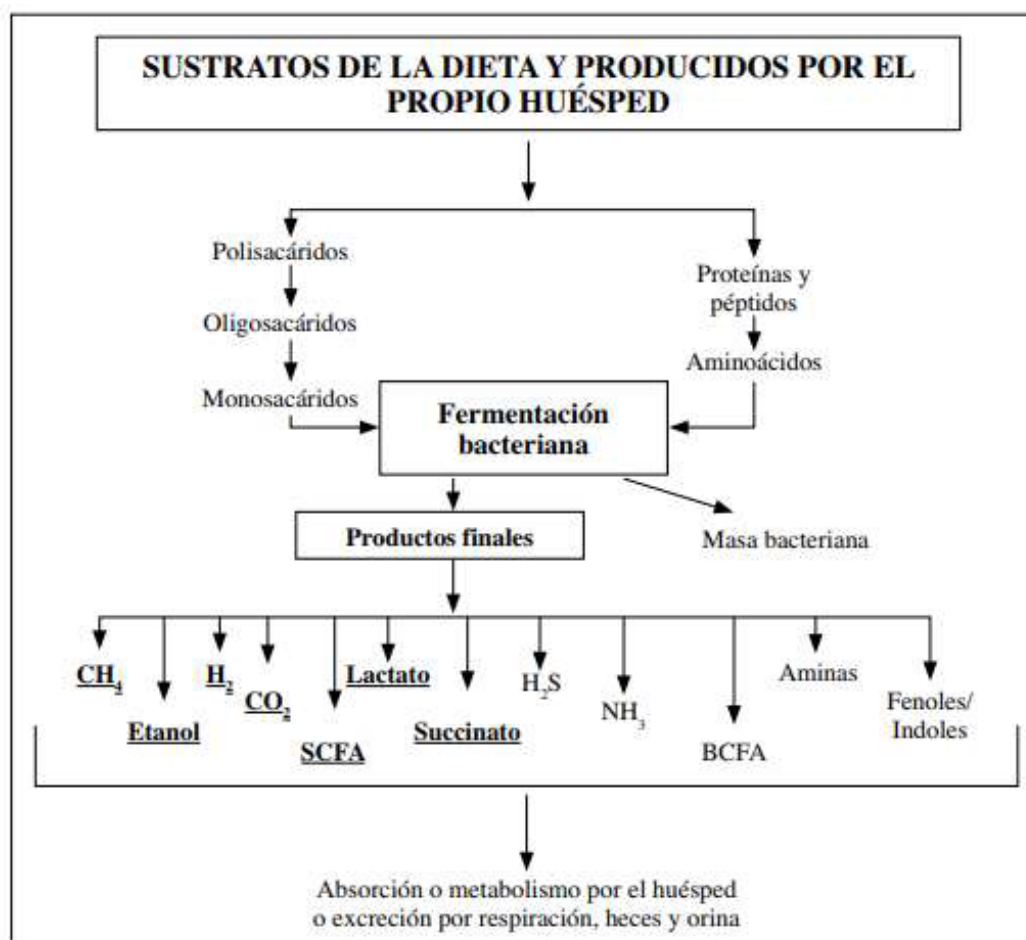 SUSTRATOS DE LA DIETA Y PRODUCIDOS POR EL
PROPIO HUÉSPED
Polisacáridos
Proteínas y
péptidos
Oligosacáridos
Aminoácidos
Monosacáridos
Fermentación
bacteriana
Productos finales
Masa bacteriana
CH₄
Etanol
H₂
CO₂
SCFA
Lactato
Succinato
H₂S
NH₃
BCFA
Aminas
Fenoles/
Indoles
Absorción o metabolismo por el huésped
o excreción por respiración, heces y orina